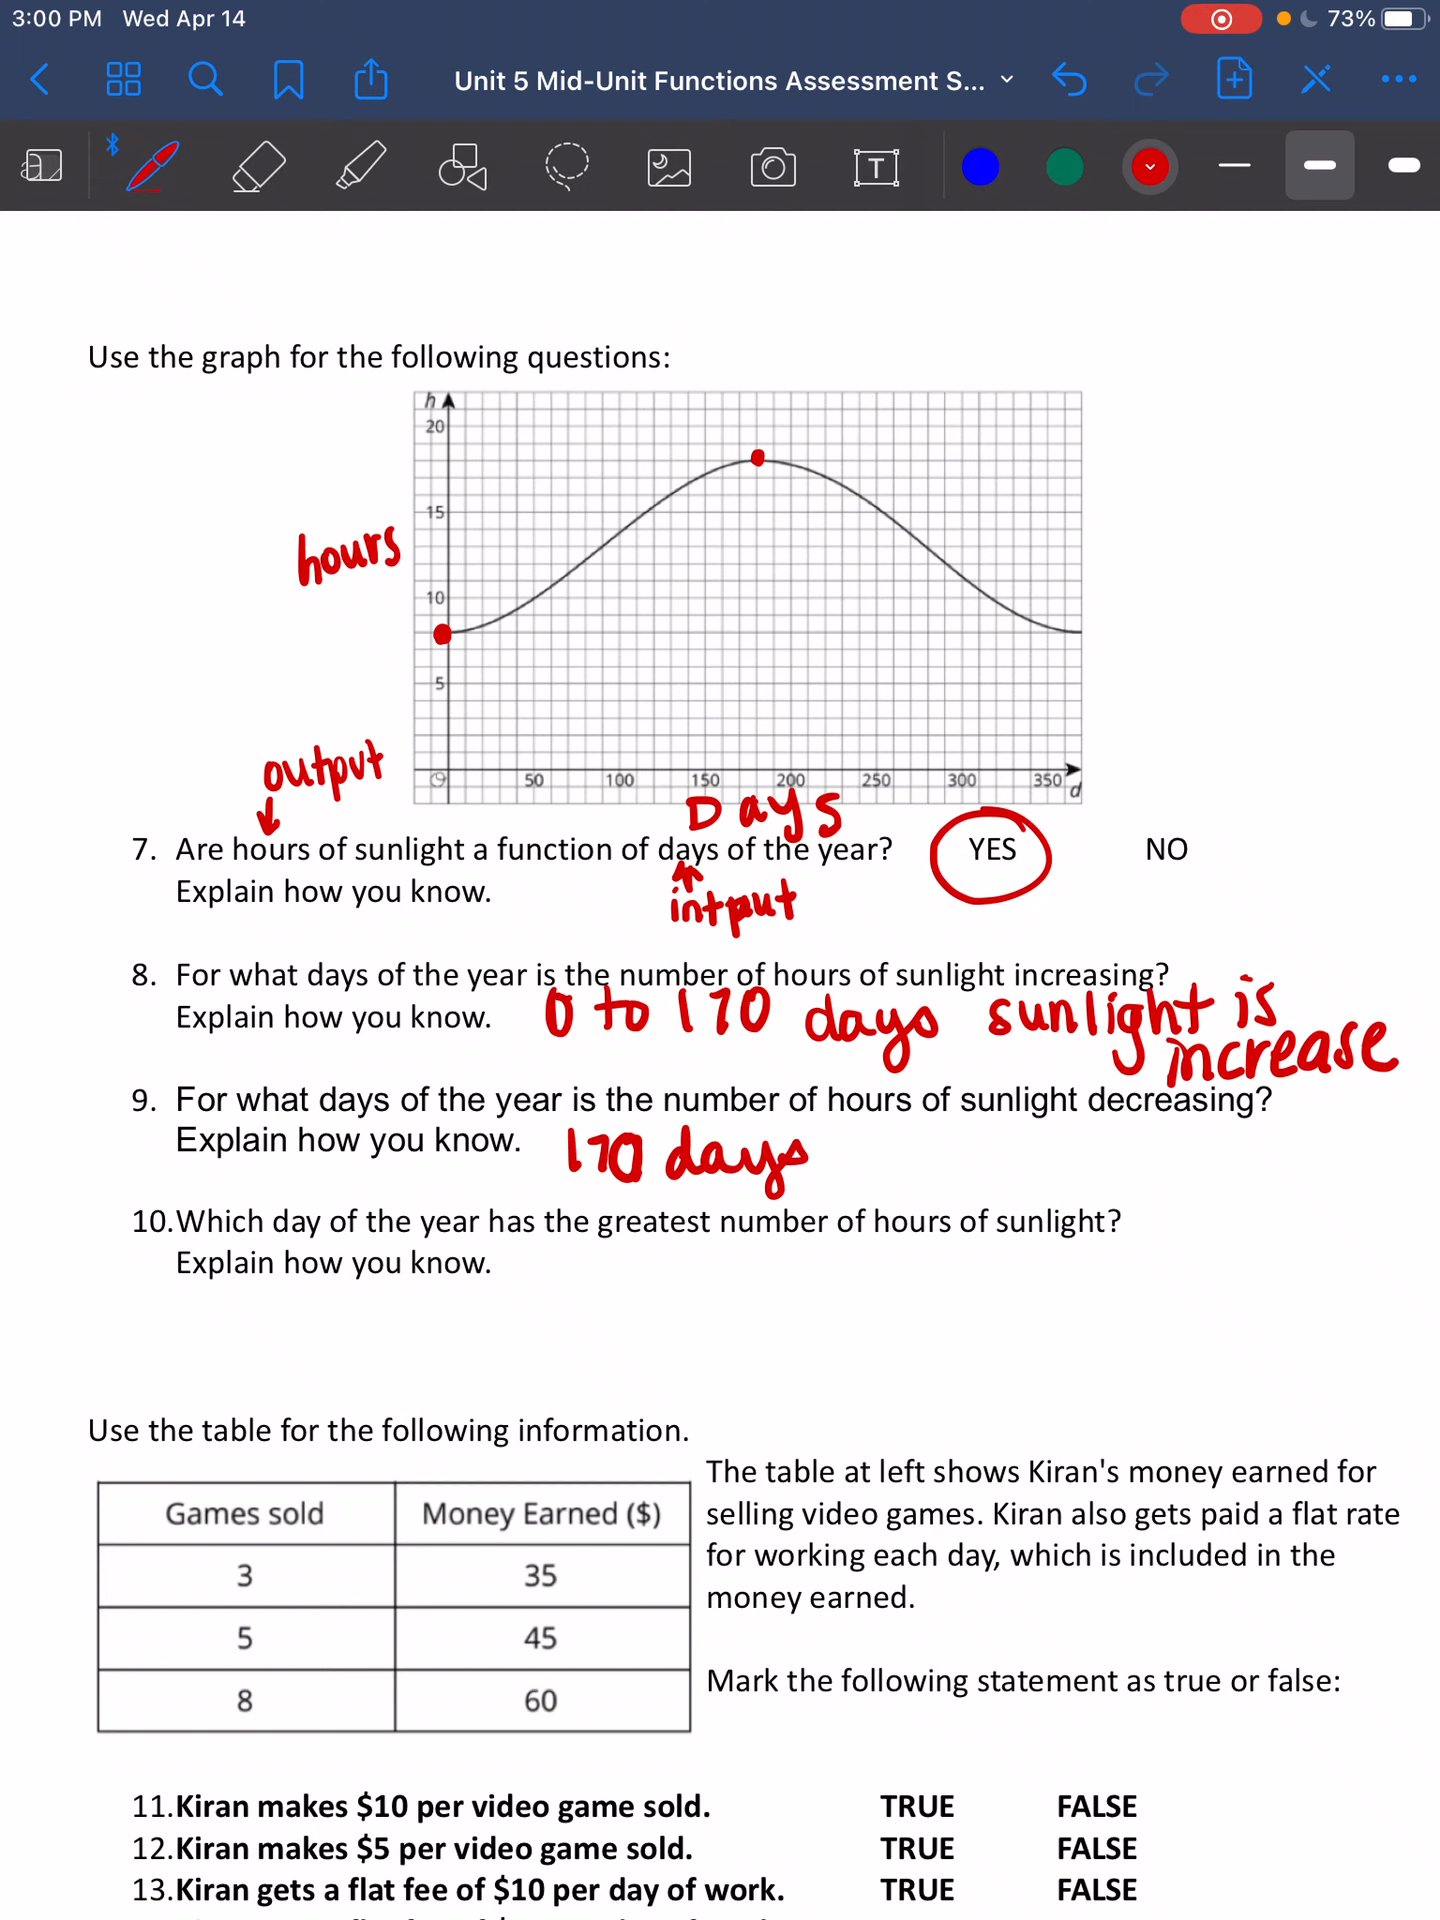 3:00 PM Wed Apr 14
73%
Unit 5 Mid-Unit Functions Assessment S...
a
T
Use the graph for the following questions:
h
20
15
hours
10
5
output
50 100 150 200 250 300 350
d
Days
7. Are hours of sunlight a function of days of the year? YES NO
Explain how you know.
intput
8. For what days of the year is the number of hours of sunlight increasing?
Explain how you know. 0 to 170 days sunlight is
increase
9. For what days of the year is the number of hours of sunlight decreasing?
Explain how you know. 170 days
10. Which day of the year has the greatest number of hours of sunlight?
Explain how you know.
Use the table for the following information.
Games sold Money Earned ($)
3 35
5 45
8 60
The table at left shows Kiran's money earned for
selling video games. Kiran also gets paid a flat rate
for working each day, which is included in the
money earned.
Mark the following statement as true or false:
11. Kiran makes $10 per video game sold. TRUE FALSE
12. Kiran makes $5 per video game sold. TRUE FALSE
13. Kiran gets a flat fee of $10 per day of work. TRUE FALSE